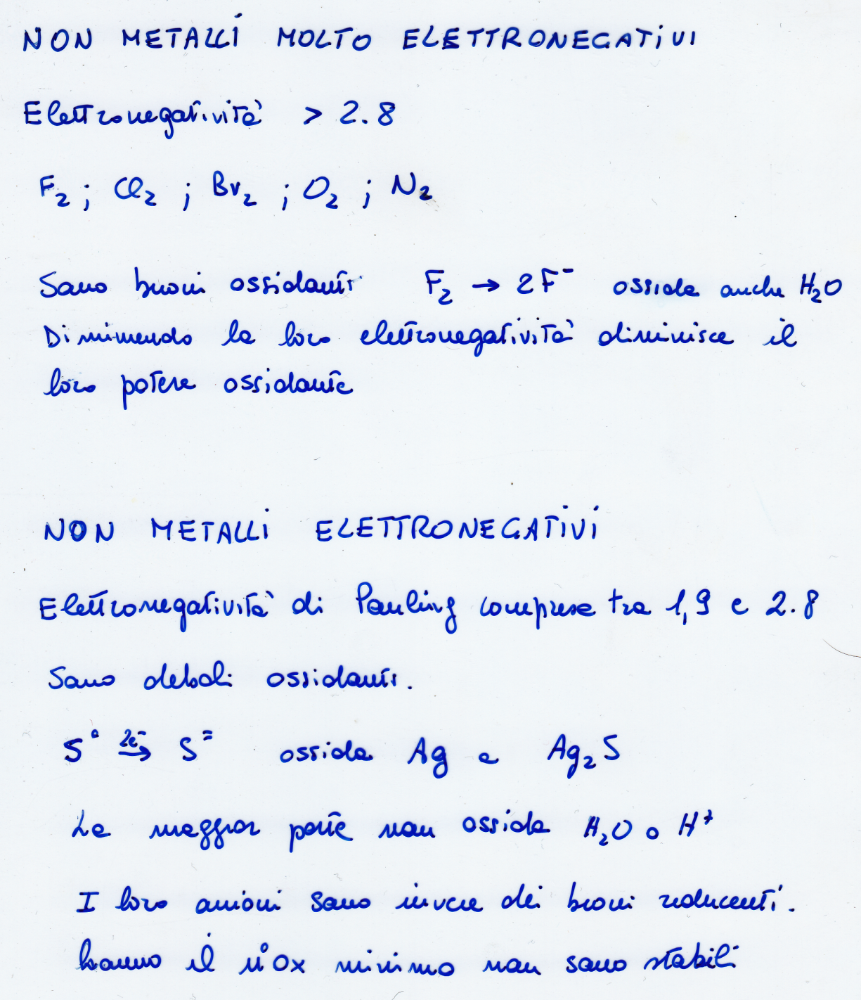 NON METALLI MOLTO ELETTRONEGATIVI
Elettronegatività > 2.8
F₂ ; Cl₂ ; Br₂ ; O₂ ; N₂
Sono buoni ossidanti F₂ → 2F⁻ ossida anche H₂O
Diminuendo la loro elettronegatività diminuisce il
loro potere ossidante
NON METALLI ELETTRONEGATIVI
Elettronegatività di Pauling compresa tra 1,9 e 2.8
Sono deboli ossidanti.
S° 2e⁻→ S⁼ ossida Ag a Ag₂S
La maggior parte non ossida H₂O o H⁺
I loro anioni sono invece dei buoni riducenti.
hanno il n°ox minimo non sono stabili